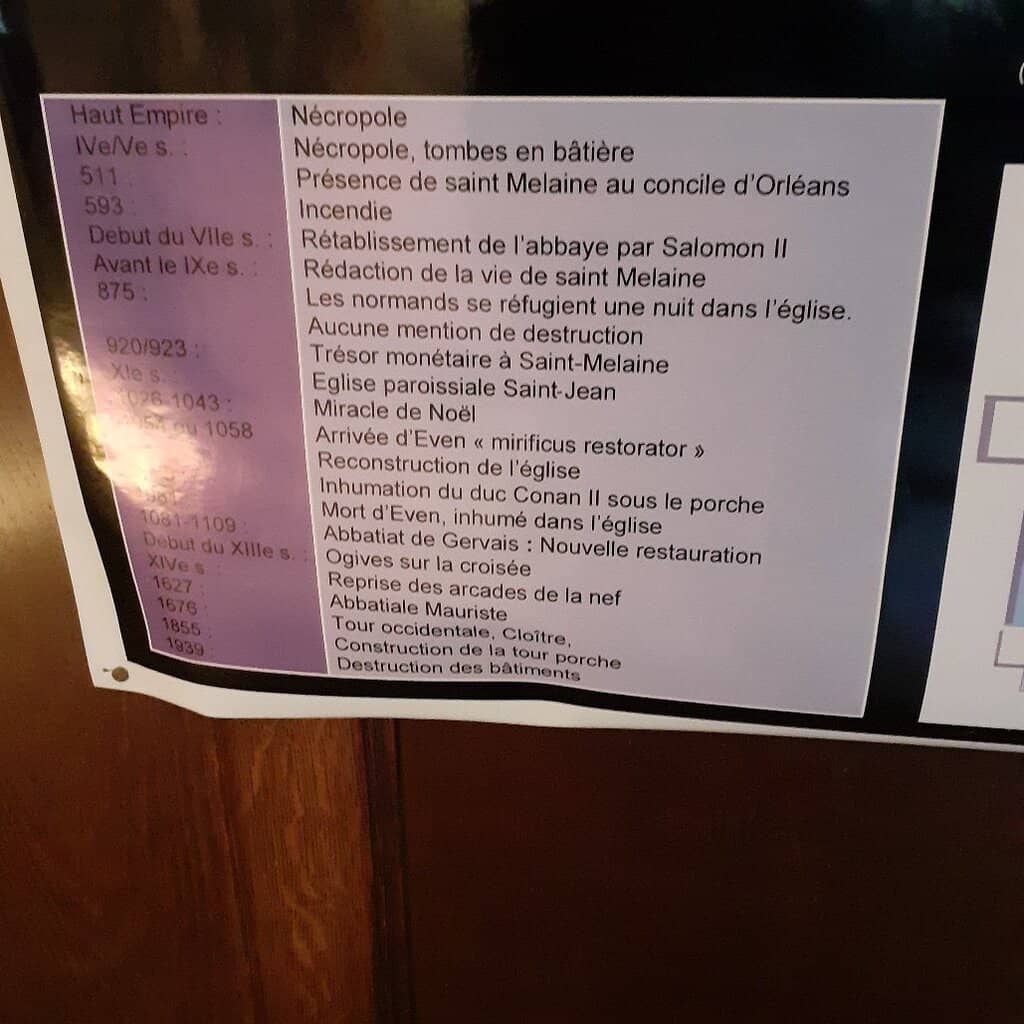 Haut Empire : Nécropole
IVe/Ve s. : Nécropole, tombes en bâtière
511 : Présence de saint Melaine au concile d'Orléans
593 : Incendie
Debut du VIIe s. : Rétablissement de l'abbaye par Salomon II
Avant le IXe s. : Rédaction de la vie de saint Melaine
875 : Les normands se réfugient une nuit dans l'église.
Aucune mention de destruction
920/923 : Trésor monétaire à Saint-Melaine
XIe s. Eglise paroissiale Saint-Jean
1026-1043 : Miracle de Noël
ou 1058 Arrivée d'Even « mirificus restorator »
Reconstruction de l'église
Inhumation du duc Conan II sous le porche
1081 Mort d'Even, inhumé dans l'église
1081-1109 : Abbatiat de Gervais : Nouvelle restauration
Début du XIIIe s. : Ogives sur la croisée
XIVe s : Reprise des arcades de la nef
1627 : Abbatiale Mauriste
1676 : Tour occidentale, Cloître,
1855 : Construction de la tour porche
1939 : Destruction des bâtiments